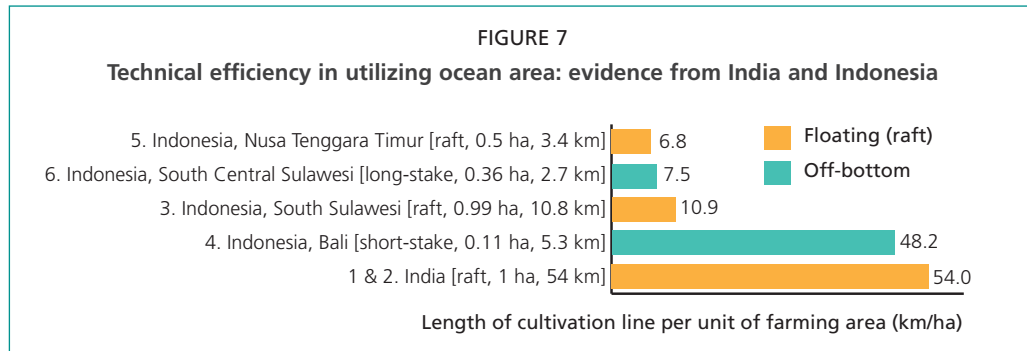 FIGURE 7
Technical efficiency in utilizing ocean area: evidence from India and Indonesia
5. Indonesia, Nusa Tenggara Timur [raft, 0.5 ha, 3.4 km] 6.8
Floating (raft)
6. Indonesia, South Central Sulawesi [long-stake, 0.36 ha, 2.7 km] 7.5
Off-bottom
3. Indonesia, South Sulawesi [raft, 0.99 ha, 10.8 km] 10.9
4. Indonesia, Bali [short-stake, 0.11 ha, 5.3 km] 48.2
1 & 2. India [raft, 1 ha, 54 km] 54.0
Length of cultivation line per unit of farming area (km/ha)